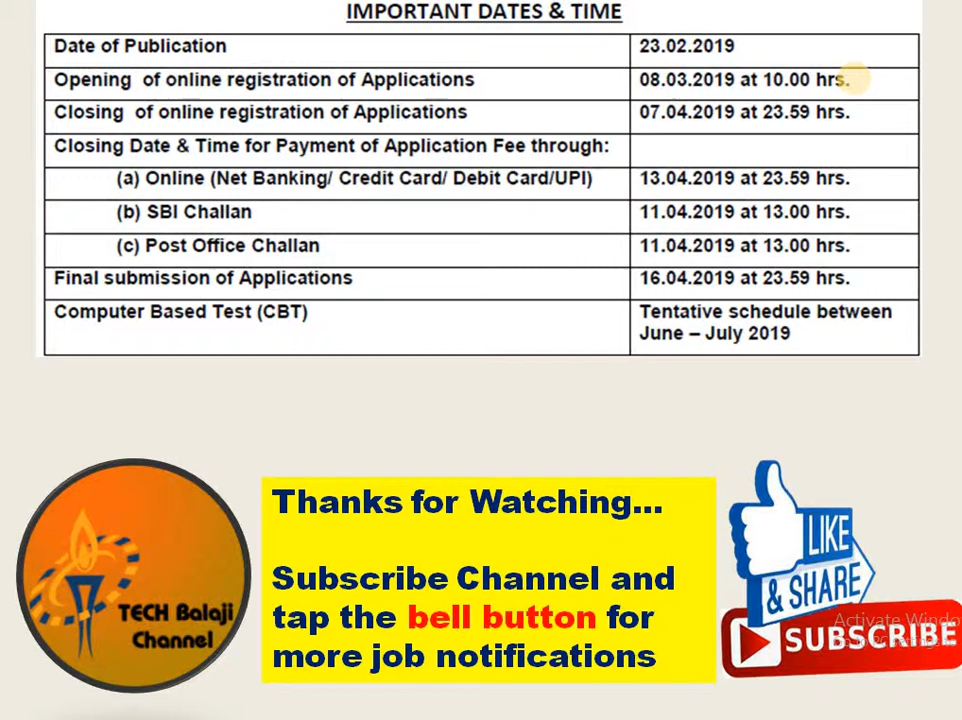 IMPORTANT DATES & TIME
Date of Publication 23.02.2019
Opening of online registration of Applications 08.03.2019 at 10.00 hrs.
Closing of online registration of Applications 07.04.2019 at 23.59 hrs.
Closing Date & Time for Payment of Application Fee through:
(a) Online (Net Banking/ Credit Card/ Debit Card/UPI) 13.04.2019 at 23.59 hrs.
(b) SBI Challan 11.04.2019 at 13.00 hrs.
(c) Post Office Challan 11.04.2019 at 13.00 hrs.
Final submission of Applications 16.04.2019 at 23.59 hrs.
Computer Based Test (CBT) Tentative schedule between
June – July 2019
TECH Balaji
Channel
Thanks for Watching...
Subscribe Channel and
tap the bell button for
more job notifications
LIKE
& SHARE
SUBSCRIBE
Activate Windo